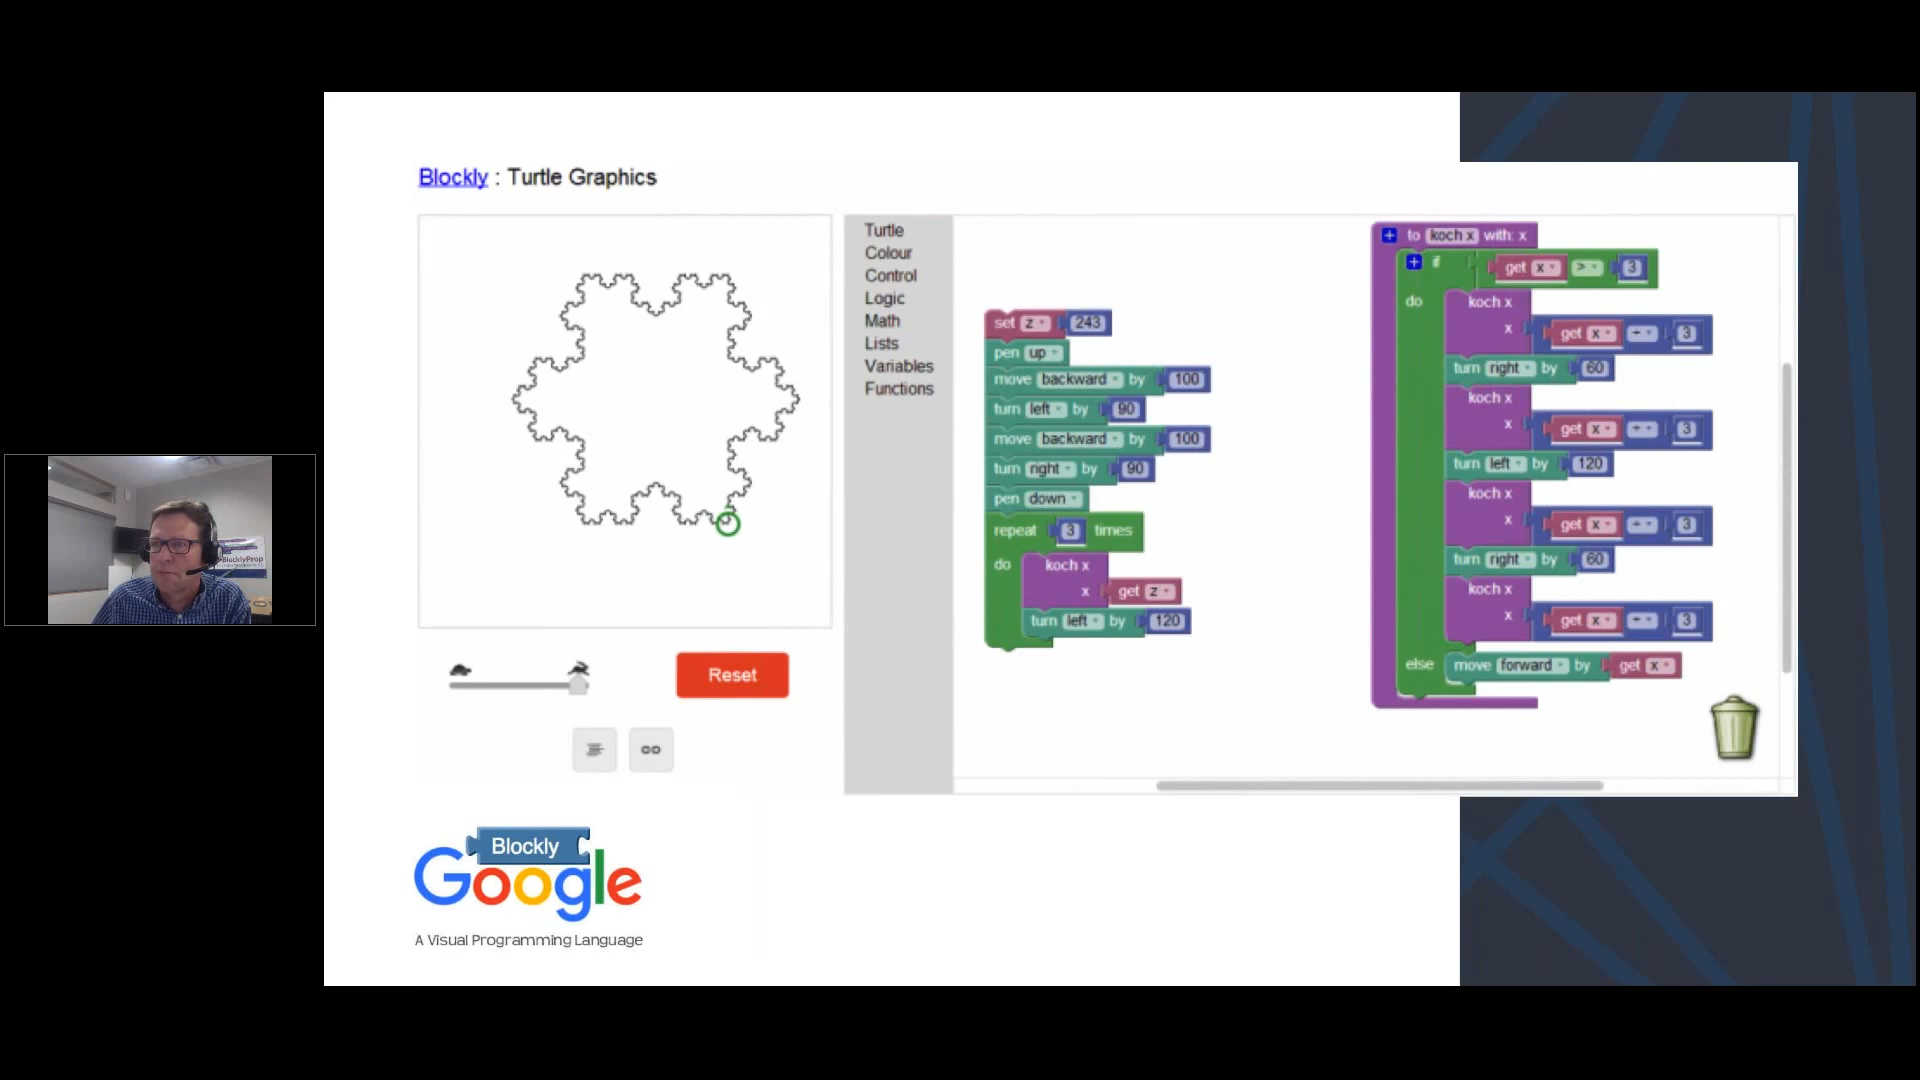 Blockly : Turtle Graphics
Turtle
Colour
Control
Logic
Math
Lists
Variables
Functions
set z 243
pen up
move backward by 100
turn left by 90
move backward by 100
turn right by 90
pen down
repeat 3 times
do koch x
x get z
turn left by 120
to koch x with: x
if get x > 3
do koch x
x get x ÷ 3
turn right by 60
koch x
x get x ÷ 3
turn left by 120
koch x
x get x ÷ 3
turn right by 60
koch x
x get x ÷ 3
else move forward by get x
Reset
Blockly
Google
A Visual Programming Language
BlocklyProp